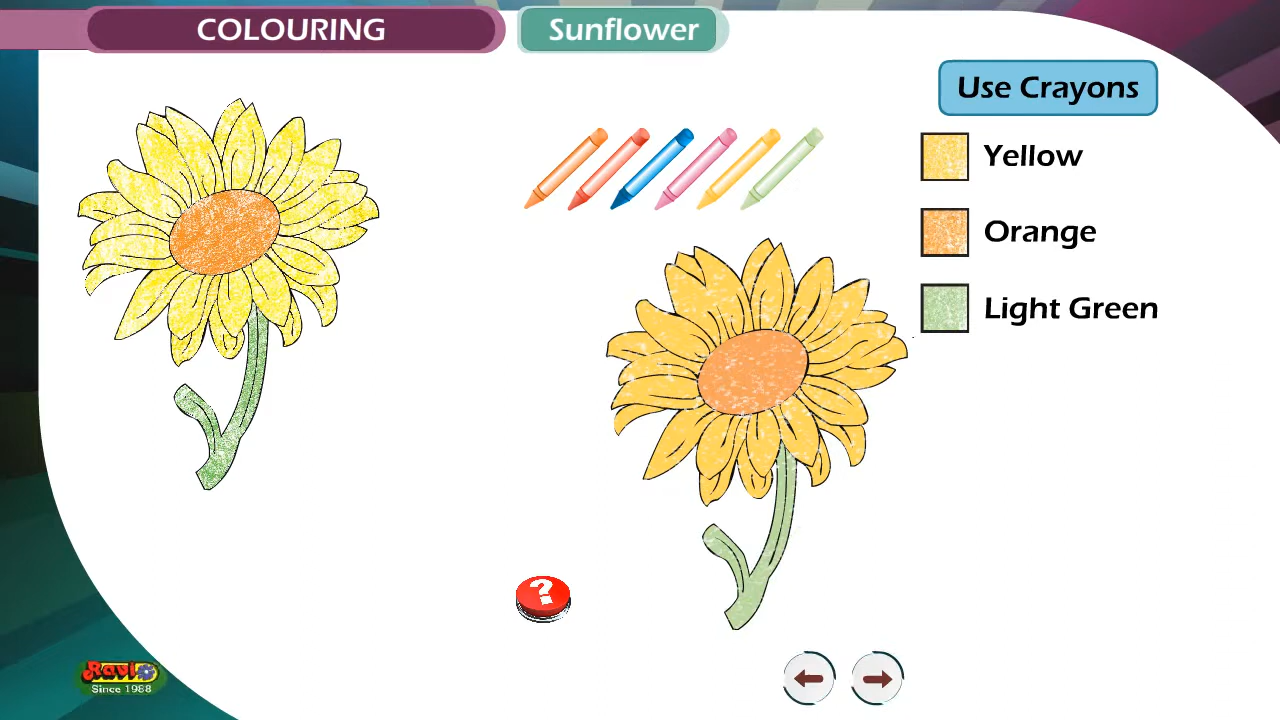 COLOURING
Sunflower
Use Crayons
Yellow
Orange
Light Green
?
Ravi
Since 1988